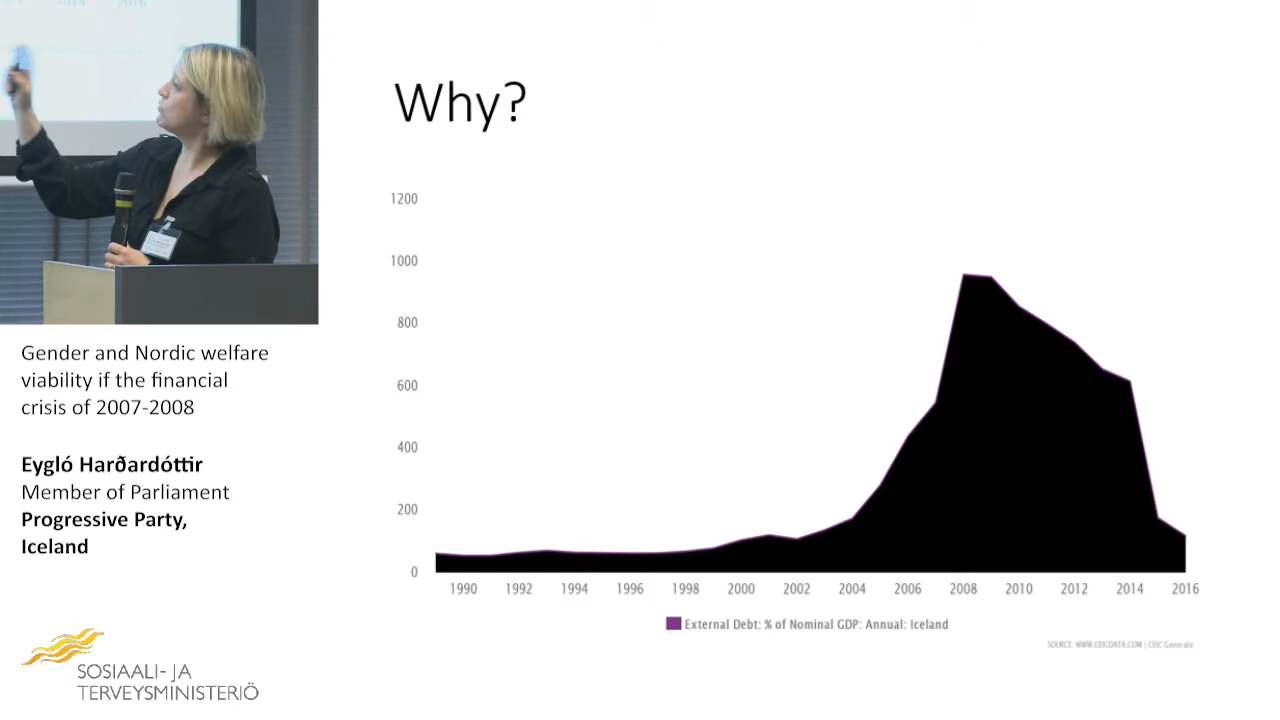 2016
Why?
1200
1000
800
600
400
200
0
1990 1992 1994 1996 1998 2000 2002 2004 2006 2008 2010 2012 2014 2016
External Debt: % of Nominal GDP: Annual: Iceland
SOURCE: WWW.CEICDATA.COM | CEIC Generate
Gender and Nordic welfare
viability if the financial
crisis of 2007-2008
Eygló Harðardóttir
Member of Parliament
Progressive Party,
Iceland
SOSIAALI- JA
TERVEYSMINISTERIÖ